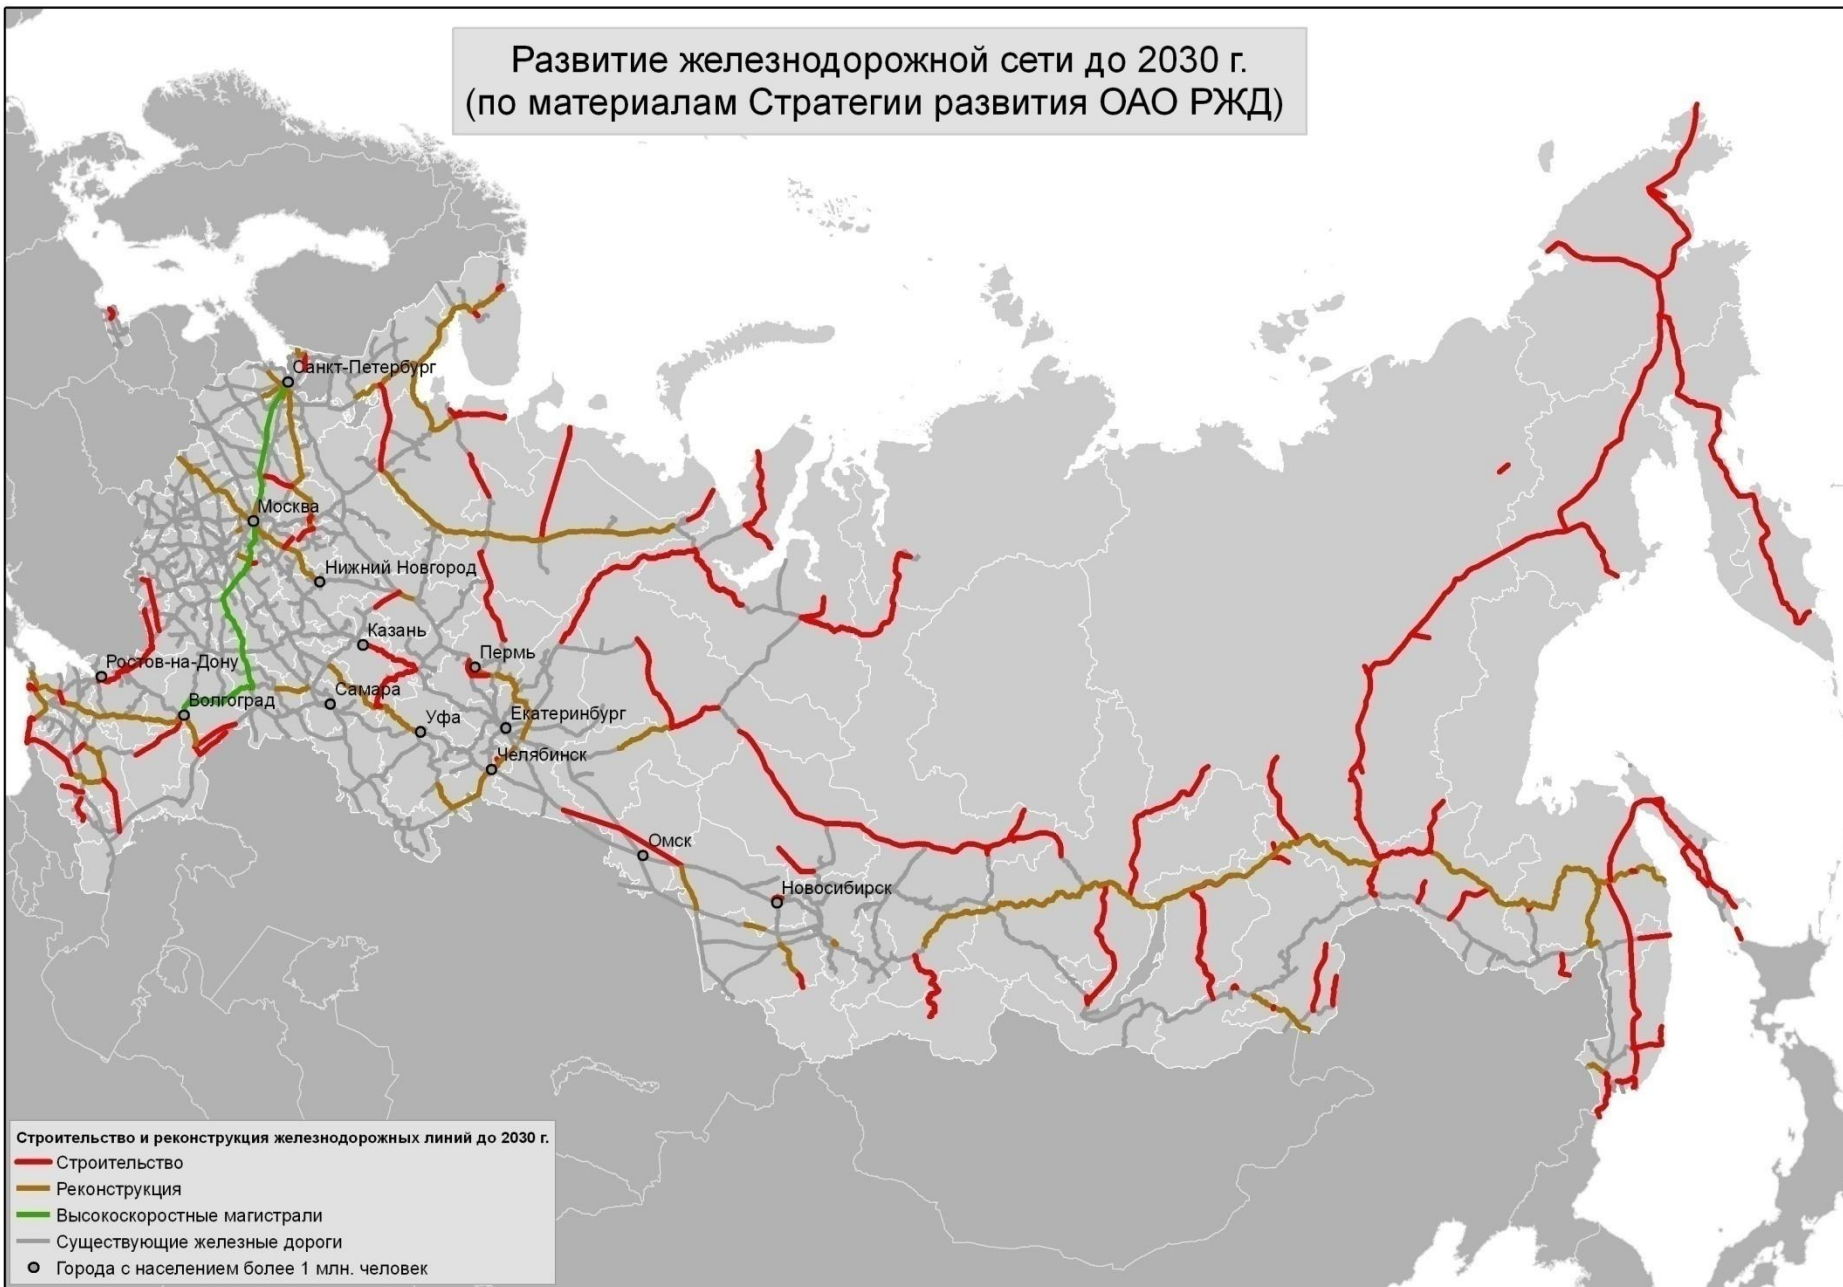 Развитие железнодорожной сети до 2030 г.
(по материалам Стратегии развития ОАО РЖД)
Санкт-Петербург
Москва
Нижний Новгород
Казань
Пермь
Ростов-на-Дону
Самара
Волгоград
Уфа
Екатеринбург
Челябинск
Омск
Новосибирск
Строительство и реконструкция железнодорожных линий до 2030 г.
Строительство
Реконструкция
Высокоскоростные магистрали
Существующие железные дороги
Города с населением более 1 млн. человек